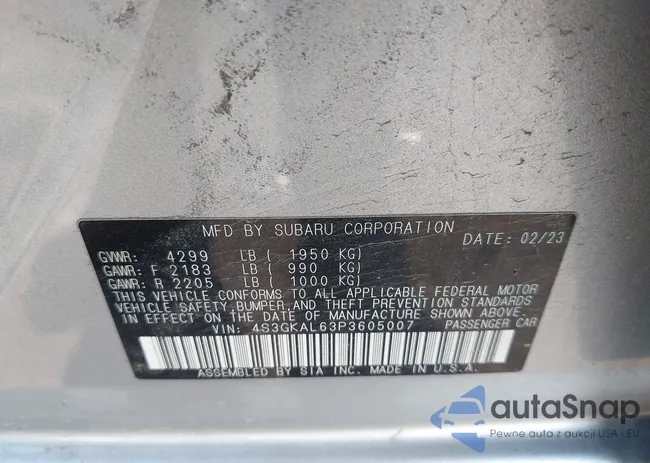 MFD BY SUBARU CORPORATION
DATE: 02/23
GVWR: 4299 LB ( 1950 KG)
GAWR: F 2183 LB ( 990 KG)
GAWR: R 2205 LB ( 1000 KG)
THIS VEHICLE CONFORMS TO ALL APPLICABLE FEDERAL MOTOR
VEHICLE SAFETY,BUMPER,AND THEFT PREVENTION STANDARDS
IN EFFECT ON THE DATE OF MANUFACTURE SHOWN ABOVE.
VIN: 4S3GKAL63P3605007 PASSENGER CAR
ASSEMBLED BY SIA INC. MADE IN U.S.A.
autaSnap
Pewne auto z aukcji USA i EU